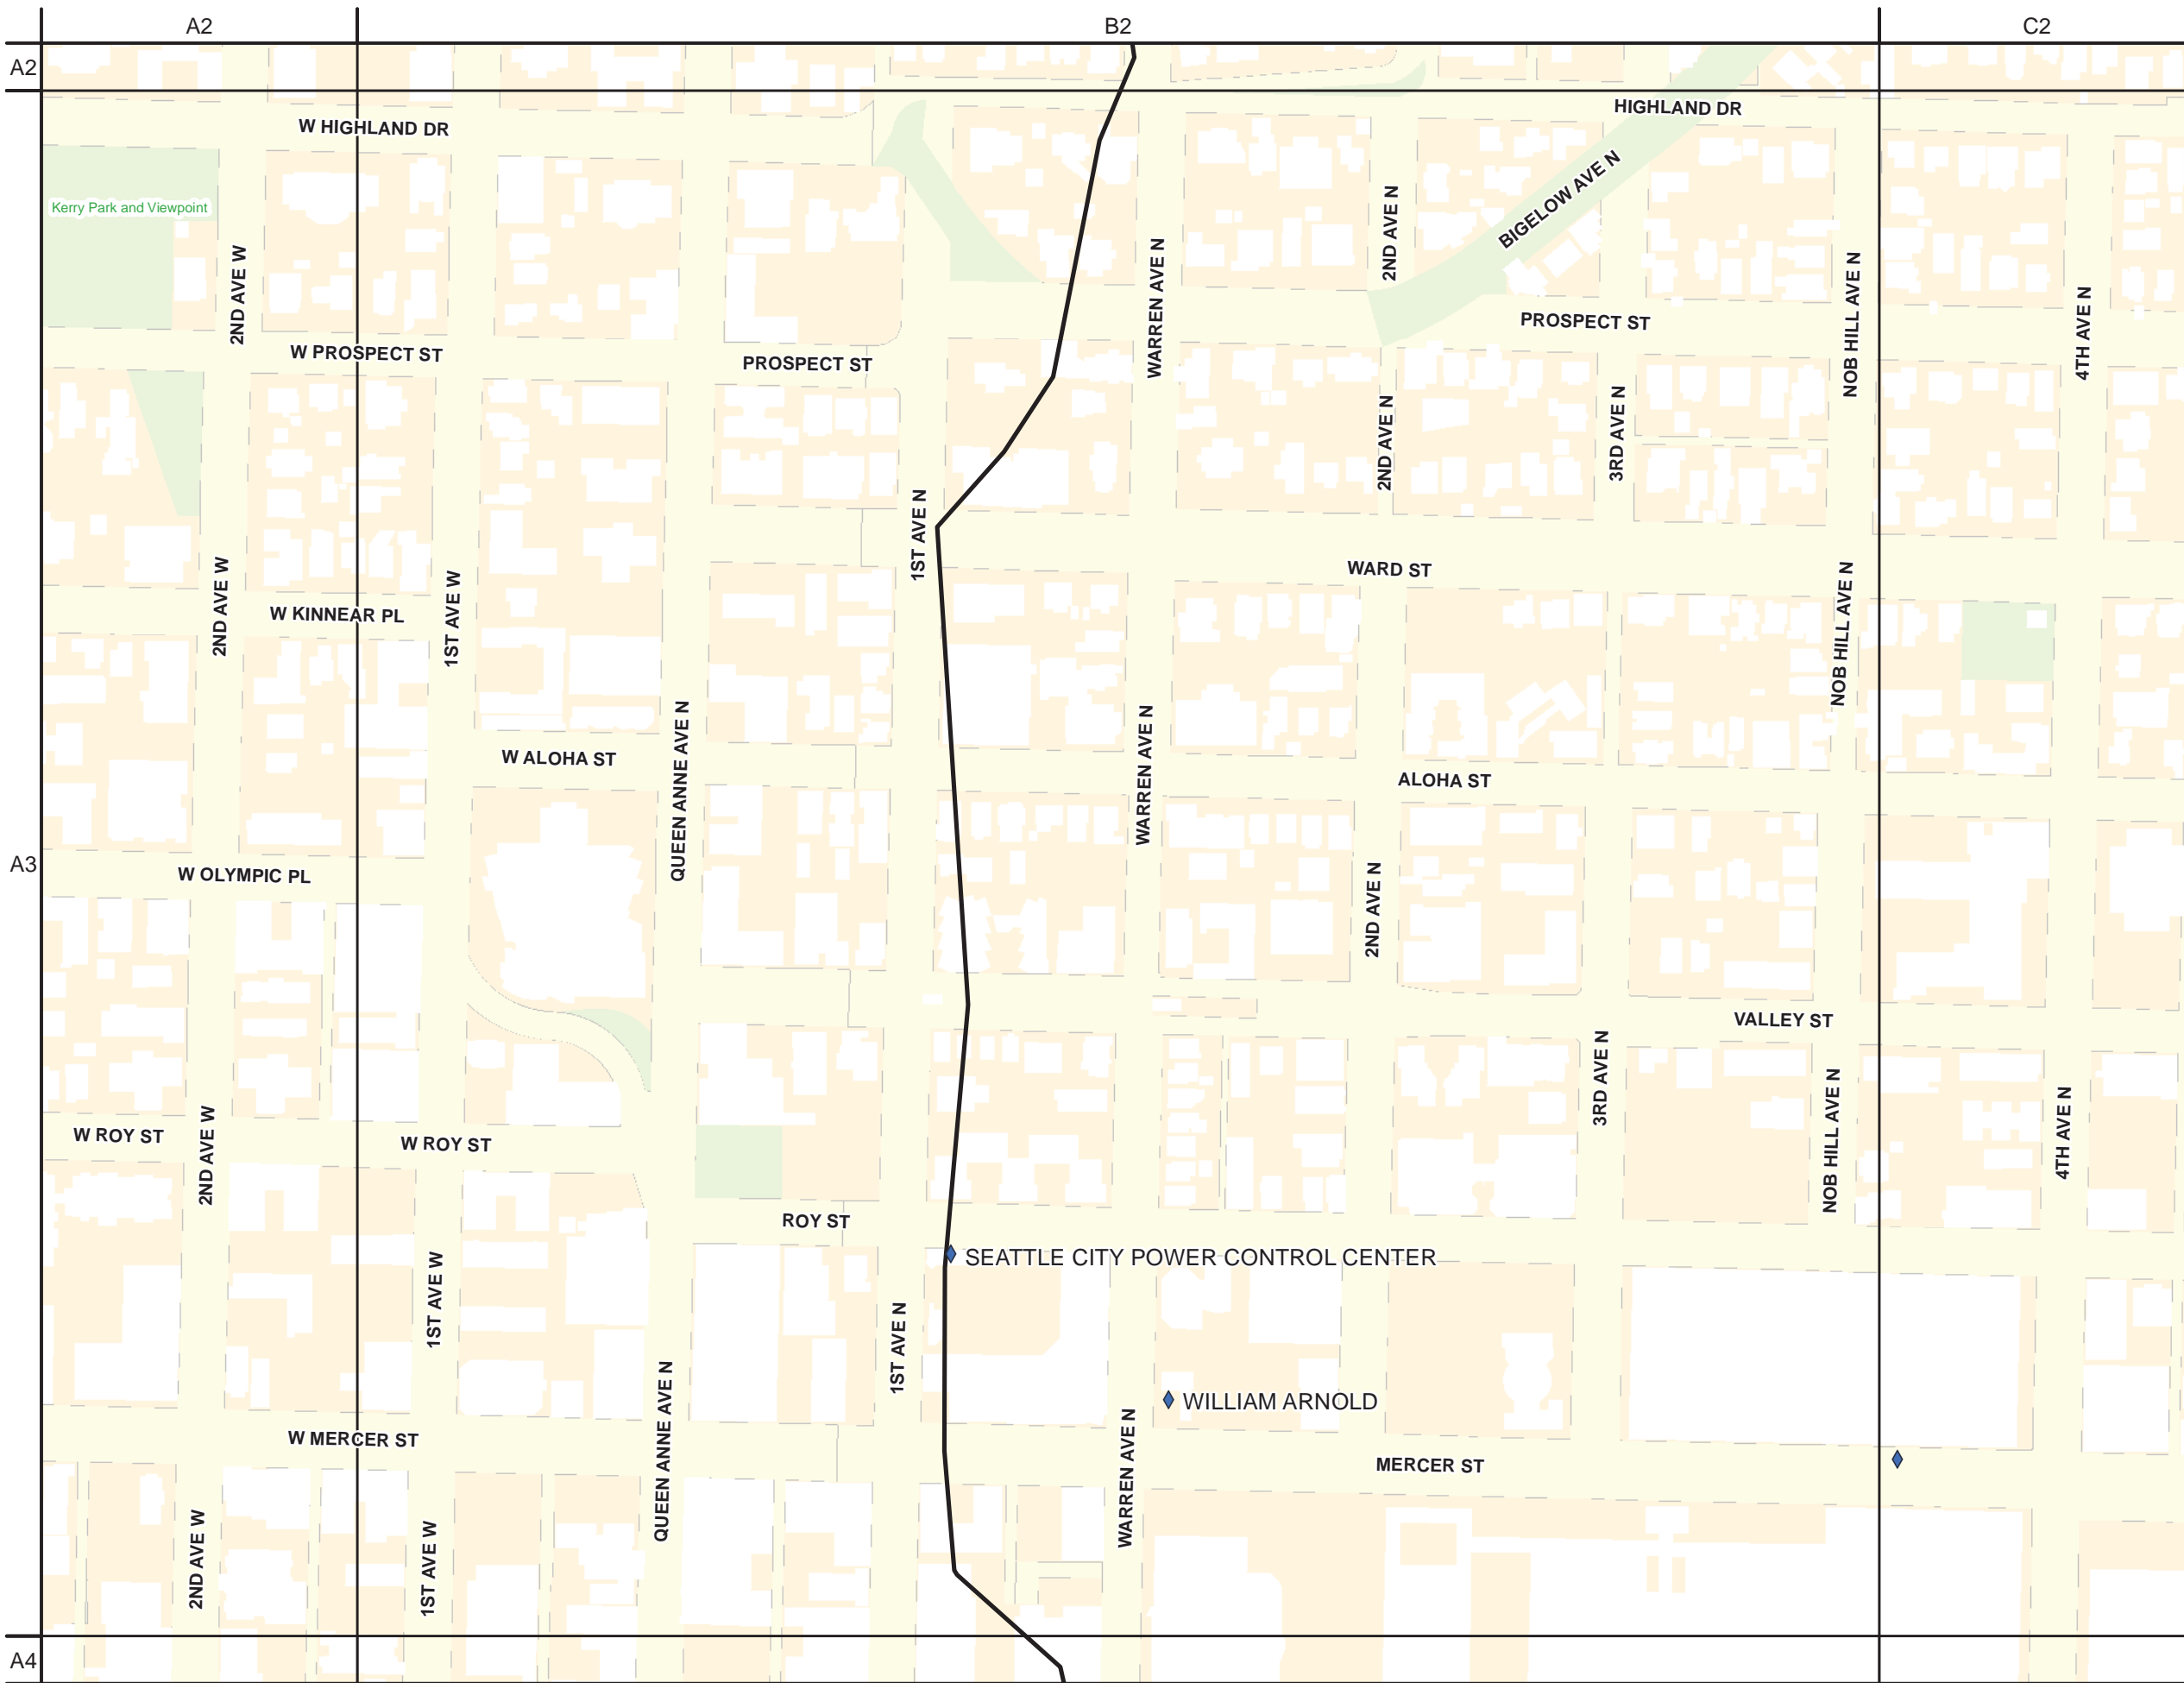 A2
B2
C2
A2
HIGHLAND DR
W HIGHLAND DR
Kerry Park and Viewpoint
BIGELOW AVE N
2ND AVE N
2ND AVE W
WARREN AVE N
NOB HILL AVE N
4TH AVE N
PROSPECT ST
W PROSPECT ST
PROSPECT ST
2ND AVE N
3RD AVE N
1ST AVE N
WARD ST
2ND AVE W
1ST AVE W
W KINNEAR PL
NOB HILL AVE N
W ALOHA ST
QUEEN ANNE AVE N
WARREN AVE N
ALOHA ST
A3
W OLYMPIC PL
2ND AVE N
VALLEY ST
3RD AVE N
NOB HILL AVE N
4TH AVE N
W ROY ST
2ND AVE W
W ROY ST
ROY ST
SEATTLE CITY POWER CONTROL CENTER
1ST AVE W
1ST AVE N
WILLIAM ARNOLD
W MERCER ST
QUEEN ANNE AVE N
WARREN AVE N
MERCER ST
2ND AVE W
1ST AVE W
A4